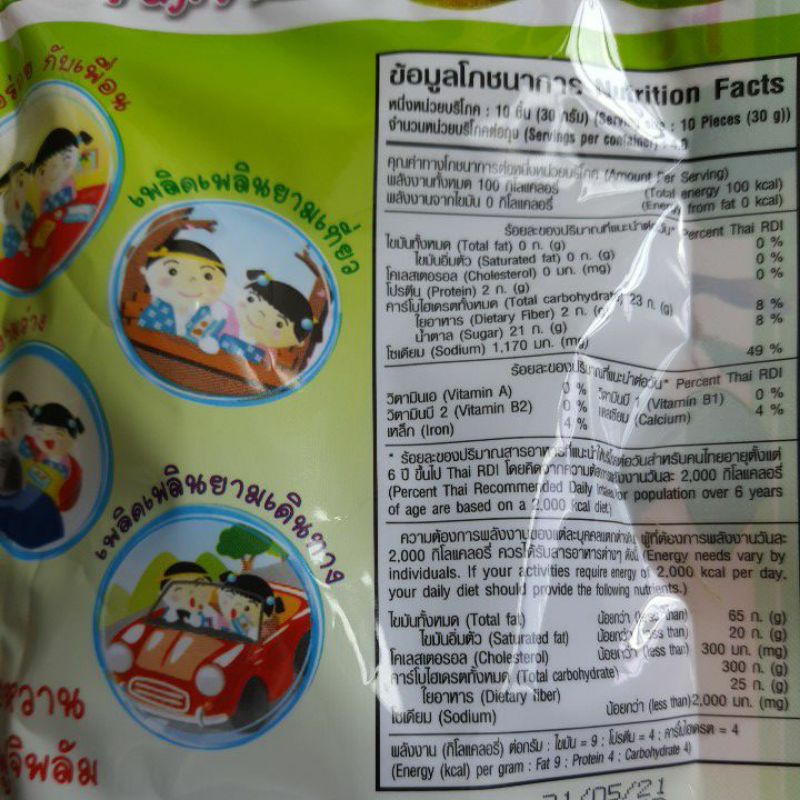 กับเพื่อน
เพลิดเพลินยามเที่ยว
เพลิดเพลินยามเดินทาง
หวาน
จิพลัม
ข้อมูลโภชนาการ Nutrition Facts
หนึ่งหน่วยบริโภค : 10 ชิ้น (30 กรัม) : 10 Pieces (30 g))
จำนวนหน่วยบริโภคต่อถุง (Servings per container)
คุณค่าทางโภชนาการต่อหนึ่งหน่วยบริโภค (Amount Per Serving)
พลังงานทั้งหมด 100 กิโลแคลอรี่ (Total energy 100 kcal)
พลังงานจากไขมัน 0 กิโลแคลอรี่ (Energy from fat 0 kcal)
ร้อยละของปริมาณที่แนะนำต่อวัน* Percent Thai RDI
ไขมันทั้งหมด (Total fat) 0 ก. (g) 0 %
ไขมันอิ่มตัว (Saturated fat) 0 ก. (g) 0 %
โคเลสเตอรอล (Cholesterol) 0 มก. (mg) 0 %
โปรตีน (Protein) 2 ก. (g)
คาร์โบไฮเดรตทั้งหมด (Total carbohydrate) 23 ก. (g) 8 %
ใยอาหาร (Dietary Fiber) 2 ก. (g) 8 %
น้ำตาล (Sugar) 21 ก. (g)
โซเดียม (Sodium) 1,170 มก. (mg) 49 %
ร้อยละของปริมาณที่แนะนำต่อวัน* Percent Thai RDI
วิตามินเอ (Vitamin A) 0 % วิตามินบี 1 (Vitamin B1) 0 %
วิตามินบี 2 (Vitamin B2) 0 % แคลเซียม (Calcium) 4 %
เหล็ก (Iron) 4 %
* ร้อยละของปริมาณสารอาหารที่แนะนำให้บริโภคต่อวันสำหรับคนไทยอายุตั้งแต่
6 ปี ขึ้นไป Thai RDI โดยคิดจากความต้องการพลังงานวันละ 2,000 กิโลแคลอรี่
(Percent Thai Recommended Daily Intakes for population over 6 years
of age are based on a 2,000 kcal diet)
ความต้องการพลังงานของแต่ละบุคคลแตกต่างกัน ผู้ที่ต้องการพลังงานวันละ
2,000 กิโลแคลอรี่ ควรได้รับสารอาหารต่างๆ ดังนี้ (Energy needs vary by
individuals. If your activities require energy of 2,000 kcal per day,
your daily diet should provide the following nutrients.)
ไขมันทั้งหมด (Total fat) น้อยกว่า (less than) 65 ก. (g)
ไขมันอิ่มตัว (Saturated fat) น้อยกว่า (less than) 20 ก. (g)
โคเลสเตอรอล (Cholesterol) น้อยกว่า (less than) 300 มก. (mg)
คาร์โบไฮเดรตทั้งหมด (Total carbohydrate) 300 ก. (g)
ใยอาหาร (Dietary fiber) 25 ก. (g)
โซเดียม (Sodium) น้อยกว่า (less than) 2,000 มก. (mg)
พลังงาน (กิโลแคลอรี่) ต่อกรัม : ไขมัน = 9 ; โปรตีน = 4 ; คาร์โบไฮเดรต = 4
(Energy (kcal) per gram : Fat 9 ; Protein 4 ; Carbohydrate 4)
/05/21